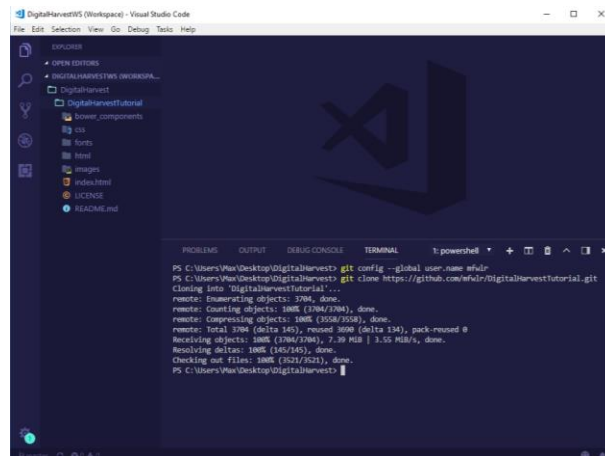 DigitalHarvestWS (Workspace) - Visual Studio Code
File Edit Selection View Go Debug Tasks Help
EXPLORER
OPEN EDITORS
DIGITALHARVESTWS (WORKSPA...
DigitalHarvest
DigitalHarvestTutorial
bower_components
css
fonts
html
images
index.html
LICENSE
README.md
PROBLEMS OUTPUT DEBUG CONSOLE TERMINAL 1: powershell
PS C:\Users\Max\Desktop\DigitalHarvest> git config --global user.name mfwlr
PS C:\Users\Max\Desktop\DigitalHarvest> git clone https://github.com/mfwlr/DigitalHarvestTutorial.git
Cloning into 'DigitalHarvestTutorial'...
remote: Enumerating objects: 3704, done.
remote: Counting objects: 100% (3704/3704), done.
remote: Compressing objects: 100% (3558/3558), done.
remote: Total 3704 (delta 145), reused 3690 (delta 134), pack-reused 0
Receiving objects: 100% (3704/3704), 7.39 MiB | 3.55 MiB/s, done.
Resolving deltas: 100% (145/145), done.
Checking out files: 100% (3521/3521), done.
PS C:\Users\Max\Desktop\DigitalHarvest>
1